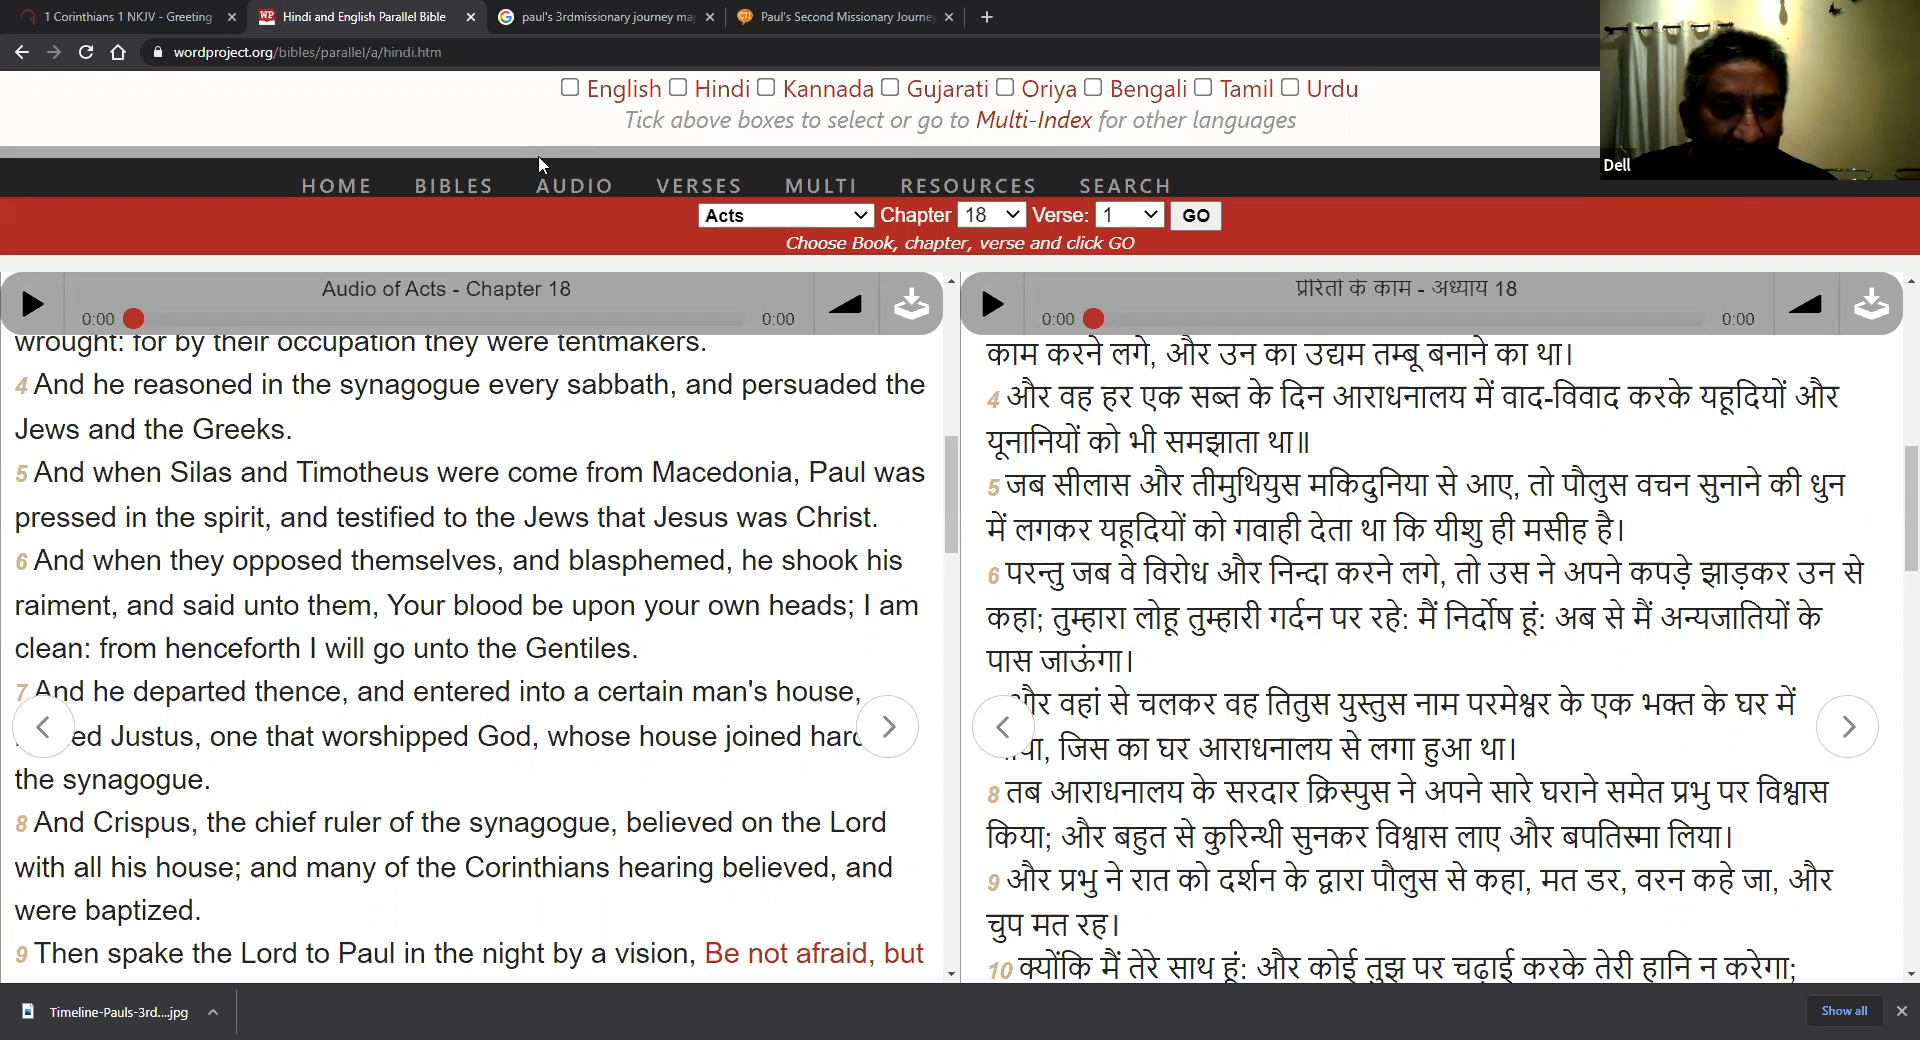 1 Corinthians 1 NKJV - Greeting
Hindi and English Parallel Bible
paul's 3rdmissionary journey ma
Paul's Second Missionary Journe
wordproject.org/bibles/parallel/a/hindi.htm
English Hindi Kannada Gujarati Oriya Bengali Tamil Urdu
Tick above boxes to select or go to Multi-Index for other languages
Dell
HOME BIBLES AUDIO VERSES MULTI RESOURCES SEARCH
Acts Chapter 18 Verse: 1 GO
Choose Book, chapter, verse and click GO
Audio of Acts - Chapter 18
0:00 0:00
wrought: for by their occupation they were tentmakers.
4 And he reasoned in the synagogue every sabbath, and persuaded the
Jews and the Greeks.
5 And when Silas and Timotheus were come from Macedonia, Paul was
pressed in the spirit, and testified to the Jews that Jesus was Christ.
6 And when they opposed themselves, and blasphemed, he shook his
raiment, and said unto them, Your blood be upon your own heads; I am
clean: from henceforth I will go unto the Gentiles.
7 And he departed thence, and entered into a certain man's house,
Justus, one that worshipped God, whose house joined
the synagogue.
8 And Crispus, the chief ruler of the synagogue, believed on the Lord
with all his house; and many of the Corinthians hearing believed, and
were baptized.
9 Then spake the Lord to Paul in the night by a vision, Be not afraid, but
प्रेरितों के काम - अध्याय 18
0:00 0:00
काम करने लगे, और उन का उद्यम तम्बू बनाने का था।
4 और वह हर एक सब्त के दिन आराधनालय में वाद-विवाद करके यहूदियों और
यूनानियों को भी समझाता था॥
5 जब सीलास और तीमुथियुस मकिदुनिया से आए, तो पौलुस वचन सुनाने की धुन
में लगकर यहूदियों को गवाही देता था कि यीशु ही मसीह है।
6 परन्तु जब वे विरोध और निन्दा करने लगे, तो उस ने अपने कपड़े झाड़कर उन से
कहा; तुम्हारा लोहू तुम्हारी गर्दन पर रहे: मैं निर्दोष हूं: अब से मैं अन्यजातियों के
पास जाऊंगा।
और वहां से चलकर वह तितुस युस्तुस नाम परमेश्वर के एक भक्त के घर में
जिस का घर आराधनालय से लगा हुआ था।
8 तब आराधनालय के सरदार क्रिस्पुस ने अपने सारे घराने समेत प्रभु पर विश्वास
किया; और बहुत से कुरिन्थी सुनकर विश्वास लाए और बपतिस्मा लिया।
9 और प्रभु ने रात को दर्शन के द्वारा पौलुस से कहा, मत डर, वरन कहे जा, और
चुप मत रह।
10 क्योंकि मैं तेरे साथ हूं: और कोई तुझ पर चढ़ाई करके तेरी हानि न करेगा;
Timeline-Pauls-3rd....jpg
Show all